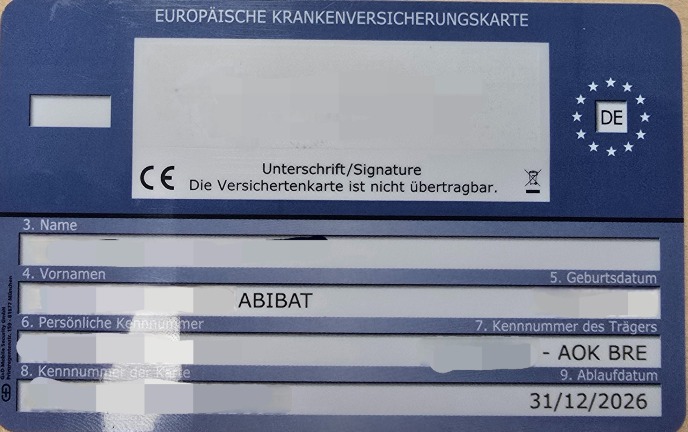 EUROPÄISCHE KRANKENVERSICHERUNGSKARTE
DE
CE
Unterschrift/Signature
Die Versichertenkarte ist nicht übertragbar.
3. Name
4. Vornamen
5. Geburtsdatum
ABIBAT
6. Persönliche Kennnummer
7. Kennnummer des Trägers
- AOK BRE
8. Kennnummer der Karte
9. Ablaufdatum
31/12/2026